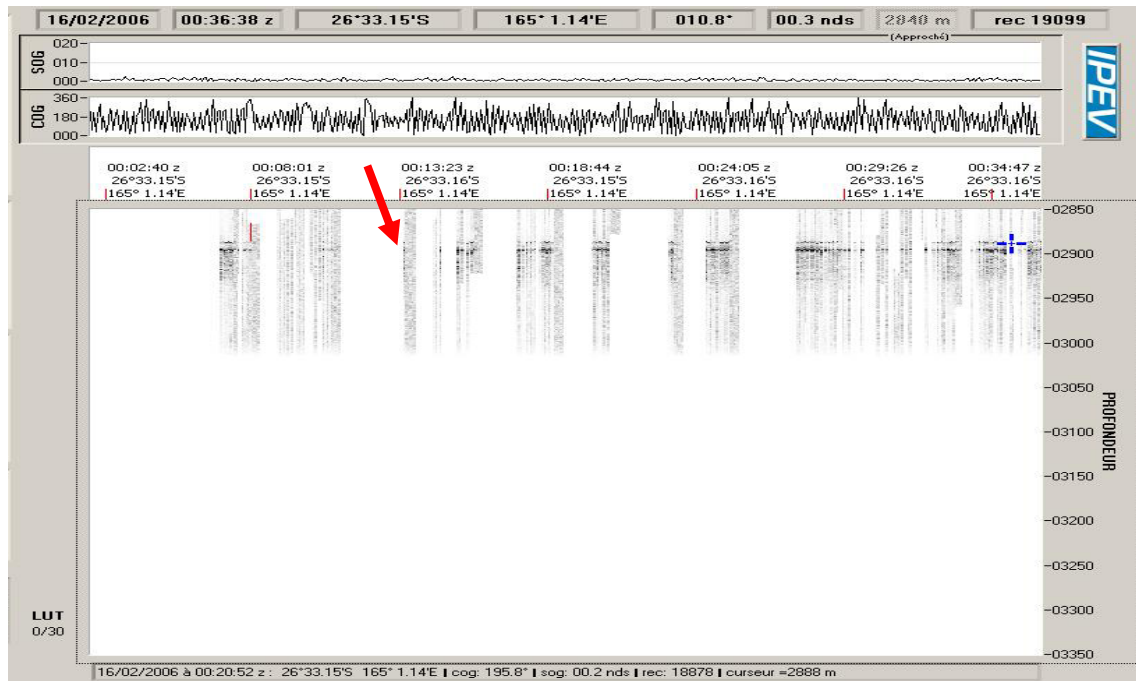 16/02/2006 00:36:38 z 26°33.15'S 165° 1.14'E 010.8° 00.3 nds 2840 m rec 19099
(Approché)
SOG 020 010 000
COG 360 180 000
IPEV
00:02:40 z 00:08:01 z 00:13:23 z 00:18:44 z 00:24:05 z 00:29:26 z 00:34:47 z
26°33.15'S 26°33.15'S 26°33.16'S 26°33.15'S 26°33.16'S 26°33.16'S 26°33.16'S
165° 1.14'E 165° 1.14'E 165° 1.14'E 165° 1.14'E 165° 1.14'E 165° 1.14'E 165° 1.14'E
-02850
-02900
-02950
-03000
-03050
-03100
-03150
-03200
-03250
-03300
-03350
PROFONDEUR
LUT
0/30
16/02/2006 à 00:20:52 z : 26°33.15'S 165° 1.14'E | cog: 195.8° | sog: 00.2 nds | rec: 18878 | curseur =2888 m